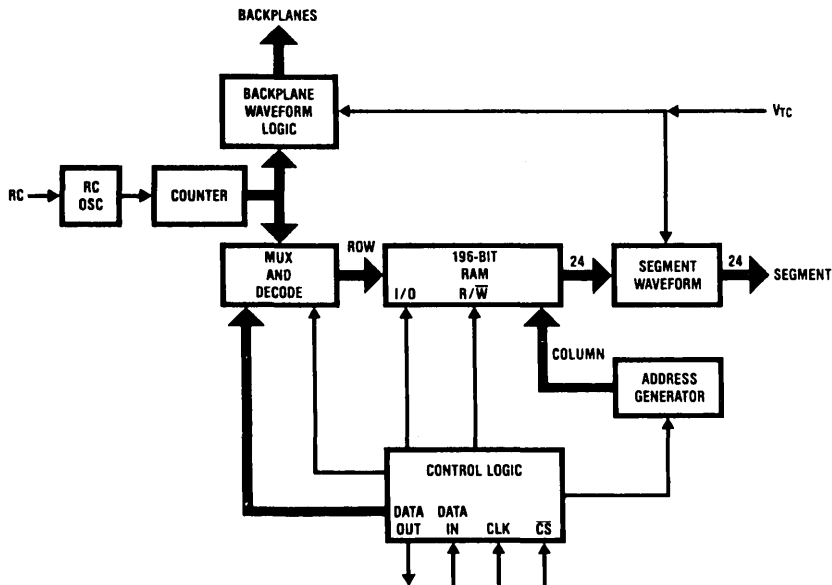 BACKPLANES
BACKPLANE
WAVEFORM
LOGIC
VTC
RC
RC
OSC
COUNTER
MUX
AND
DECODE
ROW
196-BIT
RAM
I/O R/W̅
24
SEGMENT
WAVEFORM
24
SEGMENT
COLUMN
ADDRESS
GENERATOR
CONTROL LOGIC
DATA DATA
OUT IN CLK C̅S̅